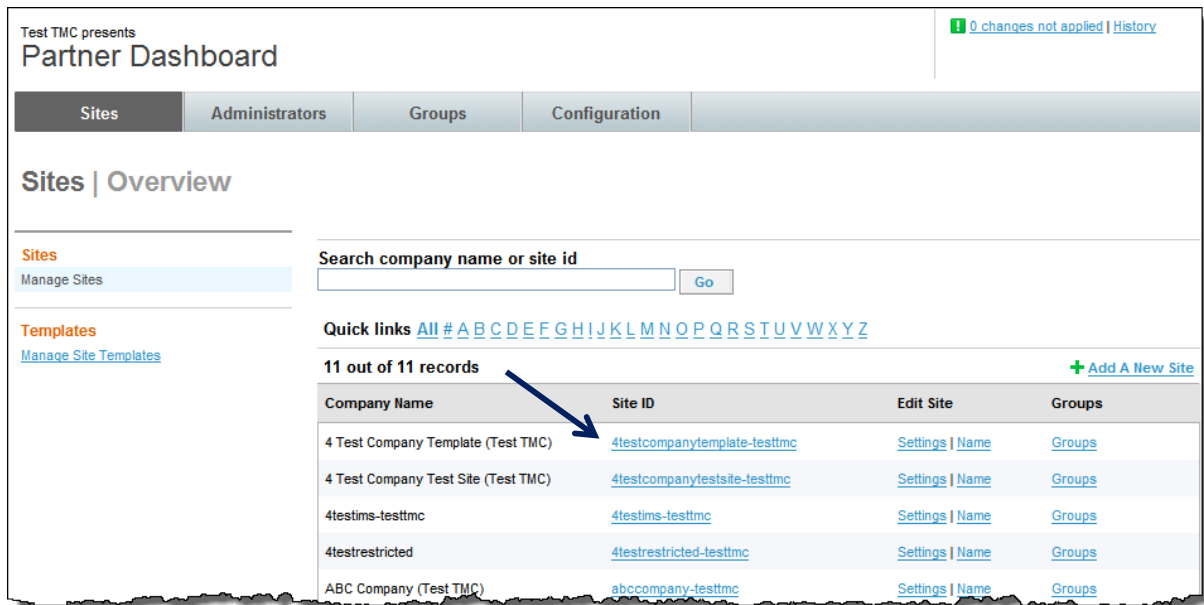 Test TMC presents
Partner Dashboard
0 changes not applied | History
Sites Administrators Groups Configuration
Sites | Overview
Sites
Manage Sites
Templates
Manage Site Templates
Search company name or site id
Go
Quick links All # A B C D E F G H I J K L M N O P Q R S T U V W X Y Z
11 out of 11 records
Add A New Site
Company Name Site ID Edit Site Groups
4 Test Company Template (Test TMC) 4testcompanytemplate-testtmc Settings | Name Groups
4 Test Company Test Site (Test TMC) 4testcompanytestsite-testtmc Settings | Name Groups
4testims-testtmc 4testims-testtmc Settings | Name Groups
4testrestricted 4testrestricted-testtmc Settings | Name Groups
ABC Company (Test TMC) abccompany-testtmc Settings | Name Groups